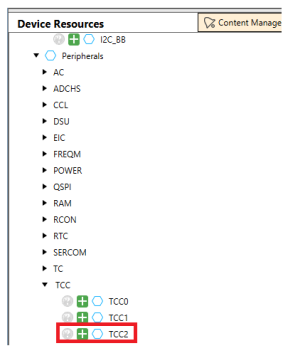 Device Resources
Content Manage
I2C_BB
Peripherals
AC
ADCHS
CCL
DSU
EIC
FREQM
POWER
QSPI
RAM
RCON
RTC
SERCOM
TC
TCC
TCC0
TCC1
TCC2